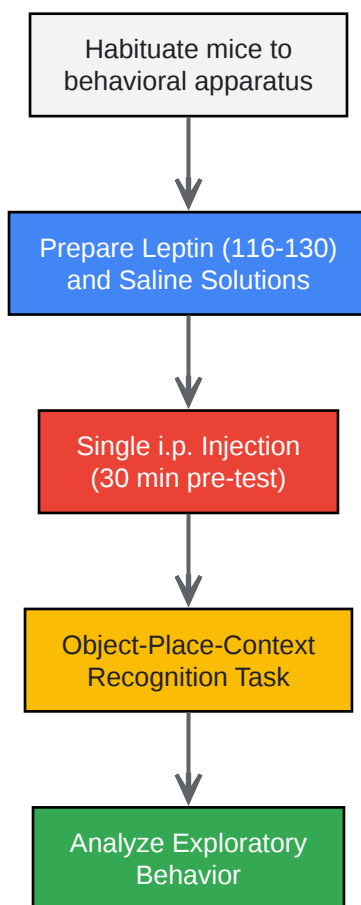 Habituate mice to
behavioral apparatus
Prepare Leptin (116-130)
and Saline Solutions
Single i.p. Injection
(30 min pre-test)
Object-Place-Context
Recognition Task
Analyze Exploratory
Behavior